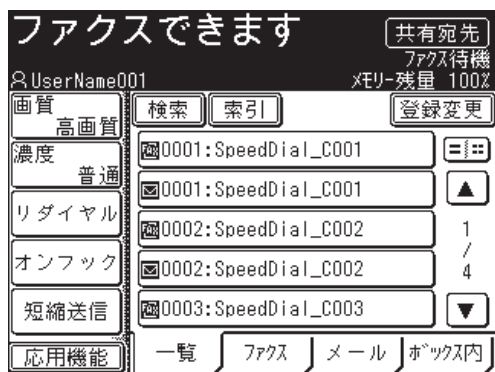 ファクスできます
共有宛先
ファクス待機
UserName001
メモリー残量 100%
画質
高画質
検索
索引
登録変更
濃度
普通
リダイヤル
オンフック
短縮送信
応用機能
0001:SpeedDial_C001
0001:SpeedDial_C001
0002:SpeedDial_C002
0002:SpeedDial_C002
0003:SpeedDial_C003
1
/
4
一覧
ファクス
メール
ボックス内